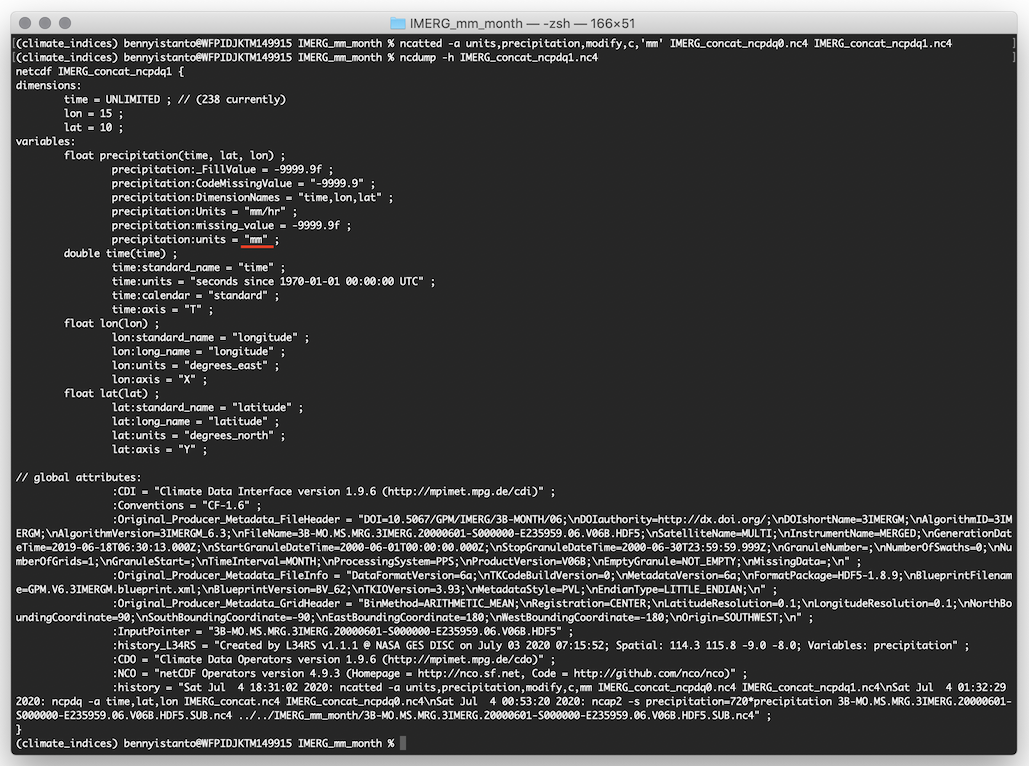 IMERG_mm_month — -zsh — 166×51
(climate_indices) bennyistanto@WFPIDJKTM149915 IMERG_mm_month % ncatted -a units,precipitation,modify,c,'mm' IMERG_concat_ncpdq0.nc4 IMERG_concat_ncpdq1.nc4
(climate_indices) bennyistanto@WFPIDJKTM149915 IMERG_mm_month % ncdump -h IMERG_concat_ncpdq1.nc4
netcdf IMERG_concat_ncpdq1 {
dimensions:
time = UNLIMITED ; // (238 currently)
lon = 15 ;
lat = 10 ;
variables:
float precipitation(time, lat, lon) ;
precipitation:_FillValue = -9999.9f ;
precipitation:CodeMissingValue = "-9999.9" ;
precipitation:DimensionNames = "time,lon,lat" ;
precipitation:Units = "mm/hr" ;
precipitation:missing_value = -9999.9f ;
precipitation:units = "mm" ;
double time(time) ;
time:standard_name = "time" ;
time:units = "seconds since 1970-01-01 00:00:00 UTC" ;
time:calendar = "standard" ;
time:axis = "T" ;
float lon(lon) ;
lon:standard_name = "longitude" ;
lon:long_name = "longitude" ;
lon:units = "degrees_east" ;
lon:axis = "X" ;
float lat(lat) ;
lat:standard_name = "latitude" ;
lat:long_name = "latitude" ;
lat:units = "degrees_north" ;
lat:axis = "Y" ;
// global attributes:
:CDI = "Climate Data Interface version 1.9.6 (http://mpimet.mpg.de/cdi)" ;
:Conventions = "CF-1.6" ;
:Original_Producer_Metadata_FileHeader = "DOI=10.5067/GPM/IMERG/3B-MONTH/06;\nDOIauthority=http://dx.doi.org/;\nDOIshortName=3IMERGM;\nAlgorithmID=3IM
ERGM;\nAlgorithmVersion=3IMERGM_6.3;\nFileName=3B-MO.MS.MRG.3IMERG.20000601-S000000-E235959.06.V06B.HDF5;\nSatelliteName=MULTI;\nInstrumentName=MERGED;\nGenerationDat
eTime=2019-06-18T06:30:13.000Z;\nStartGranuleDateTime=2000-06-01T00:00:00.000Z;\nStopGranuleDateTime=2000-06-30T23:59:59.999Z;\nGranuleNumber=;\nNumberOfSwaths=0;\nNu
mberOfGrids=1;\nGranuleStart=;\nTimeInterval=MONTH;\nProcessingSystem=PPS;\nProductVersion=V06B;\nEmptyGranule=NOT_EMPTY;\nMissingData=;\n" ;
:Original_Producer_Metadata_FileInfo = "DataFormatVersion=6a;\nTKCodeBuildVersion=0;\nMetadataVersion=6a;\nFormatPackage=HDF5-1.8.9;\nBlueprintFilenam
e=GPM.V6.3IMERGM.blueprint.xml;\nBlueprintVersion=BV_62;\nTKIOVersion=3.93;\nMetadataStyle=PVL;\nEndianType=LITTLE_ENDIAN;\n" ;
:Original_Producer_Metadata_GridHeader = "BinMethod=ARITHMETIC_MEAN;\nRegistration=CENTER;\nLatitudeResolution=0.1;\nLongitudeResolution=0.1;\nNorthBo
undingCoordinate=90;\nSouthBoundingCoordinate=-90;\nEastBoundingCoordinate=180;\nWestBoundingCoordinate=-180;\nOrigin=SOUTHWEST;\n" ;
:InputPointer = "3B-MO.MS.MRG.3IMERG.20000601-S000000-E235959.06.V06B.HDF5" ;
:history_L34RS = "Created by L34RS v1.1.1 @ NASA GES DISC on July 03 2020 07:15:52; Spatial: 114.3 115.8 -9.0 -8.0; Variables: precipitation" ;
:CDO = "Climate Data Operators version 1.9.6 (http://mpimet.mpg.de/cdo)" ;
:NCO = "netCDF Operators version 4.9.3 (Homepage = http://nco.sf.net, Code = http://github.com/nco/nco)" ;
:history = "Sat Jul  4 18:31:02 2020: ncatted -a units,precipitation,modify,c,mm IMERG_concat_ncpdq0.nc4 IMERG_concat_ncpdq1.nc4\nSat Jul  4 01:32:29
2020: ncpdq -a time,lat,lon IMERG_concat.nc4 IMERG_concat_ncpdq0.nc4\nSat Jul  4 00:53:20 2020: ncap2 -s precipitation=720*precipitation 3B-MO.MS.MRG.3IMERG.20000601-
S000000-E235959.06.V06B.HDF5.SUB.nc4 ../../IMERG_mm_month/3B-MO.MS.MRG.3IMERG.20000601-S000000-E235959.06.V06B.HDF5.SUB.nc4" ;
}
(climate_indices) bennyistanto@WFPIDJKTM149915 IMERG_mm_month %